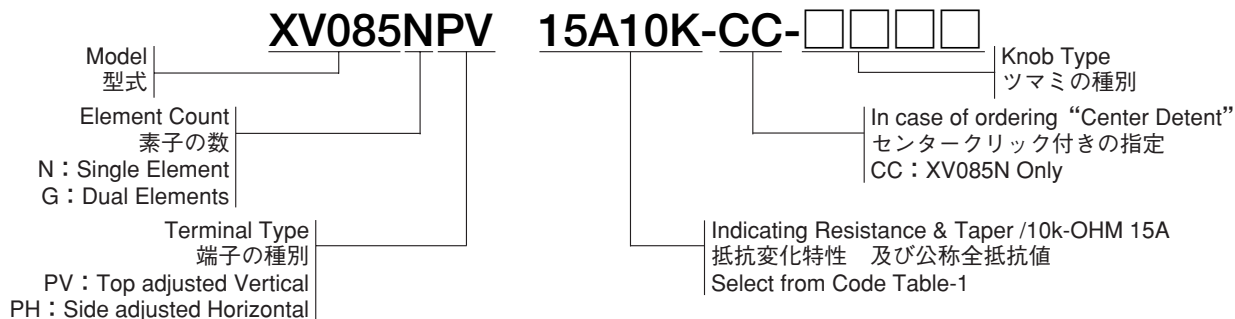 XV085NPV 15A10K-CC-□□□□
Model
型式
Element Count
素子の数
N：Single Element
G：Dual Elements
Terminal Type
端子の種別
PV：Top adjusted Vertical
PH：Side adjusted Horizontal
Knob Type
ツマミの種別
In case of ordering “Center Detent”
センタークリック付きの指定
CC：XV085N Only
Indicating Resistance & Taper /10k-OHM 15A
抵抗変化特性　及び公称全抵抗値
Select from Code Table-1